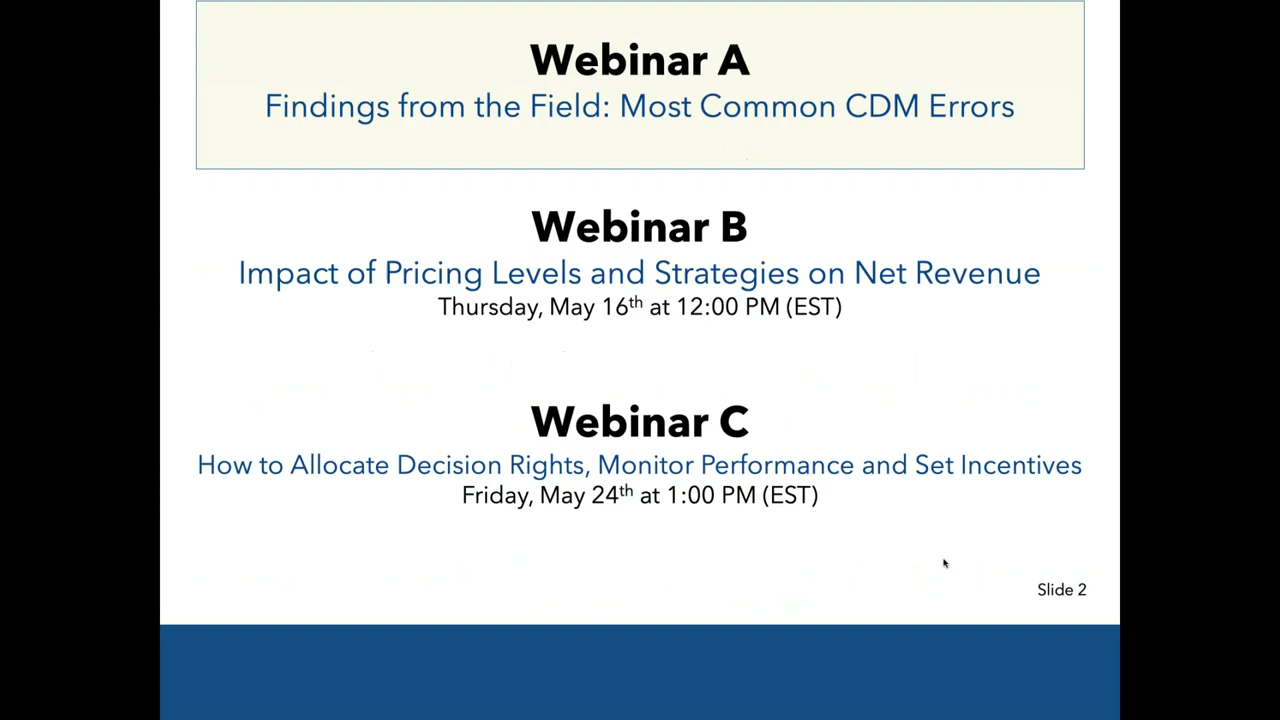 Webinar A
Findings from the Field: Most Common CDM Errors
Webinar B
Impact of Pricing Levels and Strategies on Net Revenue
Thursday, May 16th at 12:00 PM (EST)
Webinar C
How to Allocate Decision Rights, Monitor Performance and Set Incentives
Friday, May 24th at 1:00 PM (EST)
Slide 2